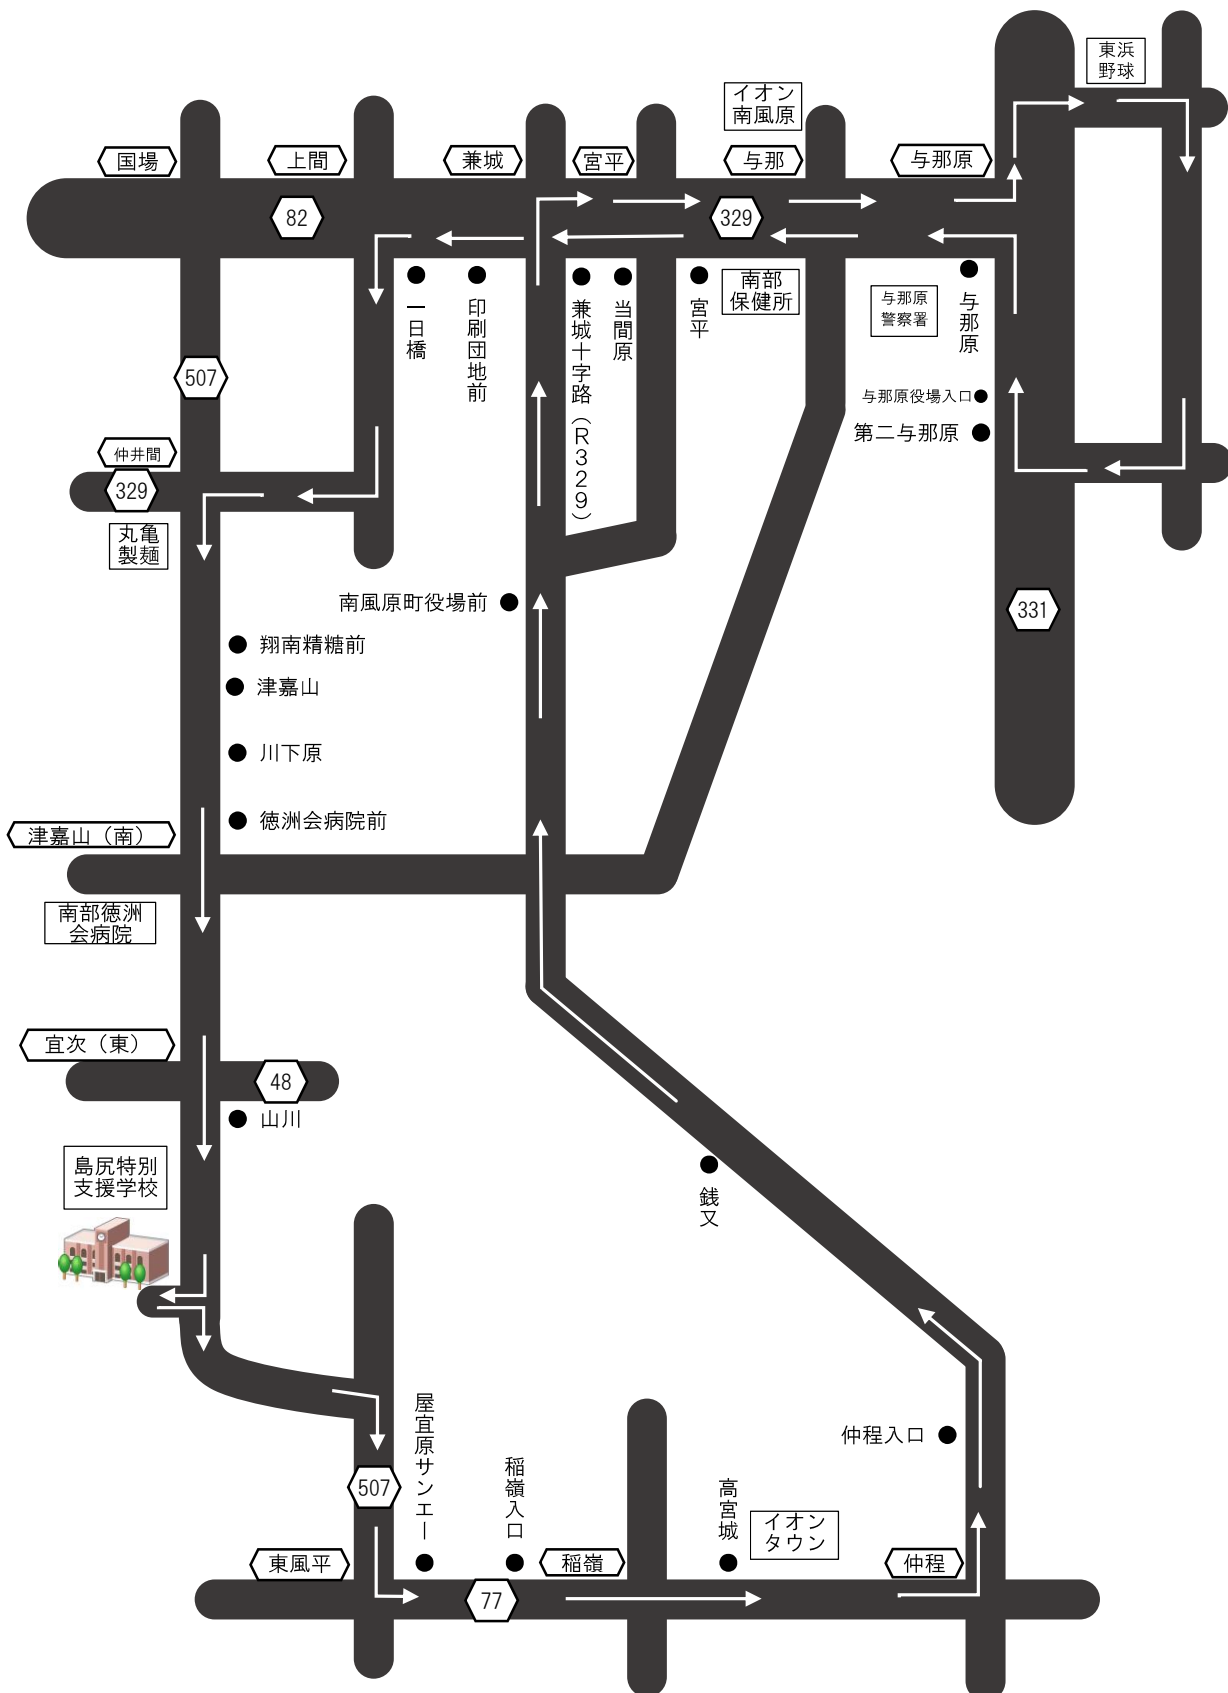 東浜
野球
イオン
南風原
国場
上間
兼城
宮平
与那
与那原
82
329
一日橋
印刷団地前
兼城十字路（R329）
当間原
宮平
南部
保健所
与那原
警察署
与那原
507
与那原役場入口
第二与那原
仲井間
329
丸亀
製麺
南風原町役場前
331
翔南精糖前
津嘉山
川下原
徳洲会病院前
津嘉山（南）
南部徳洲
会病院
宜次（東）
48
山川
島尻特別
支援学校
銭又
屋宜原サンエー
仲程入口
稲嶺入口
507
高宮城
イオン
タウン
東風平
稲嶺
仲程
77